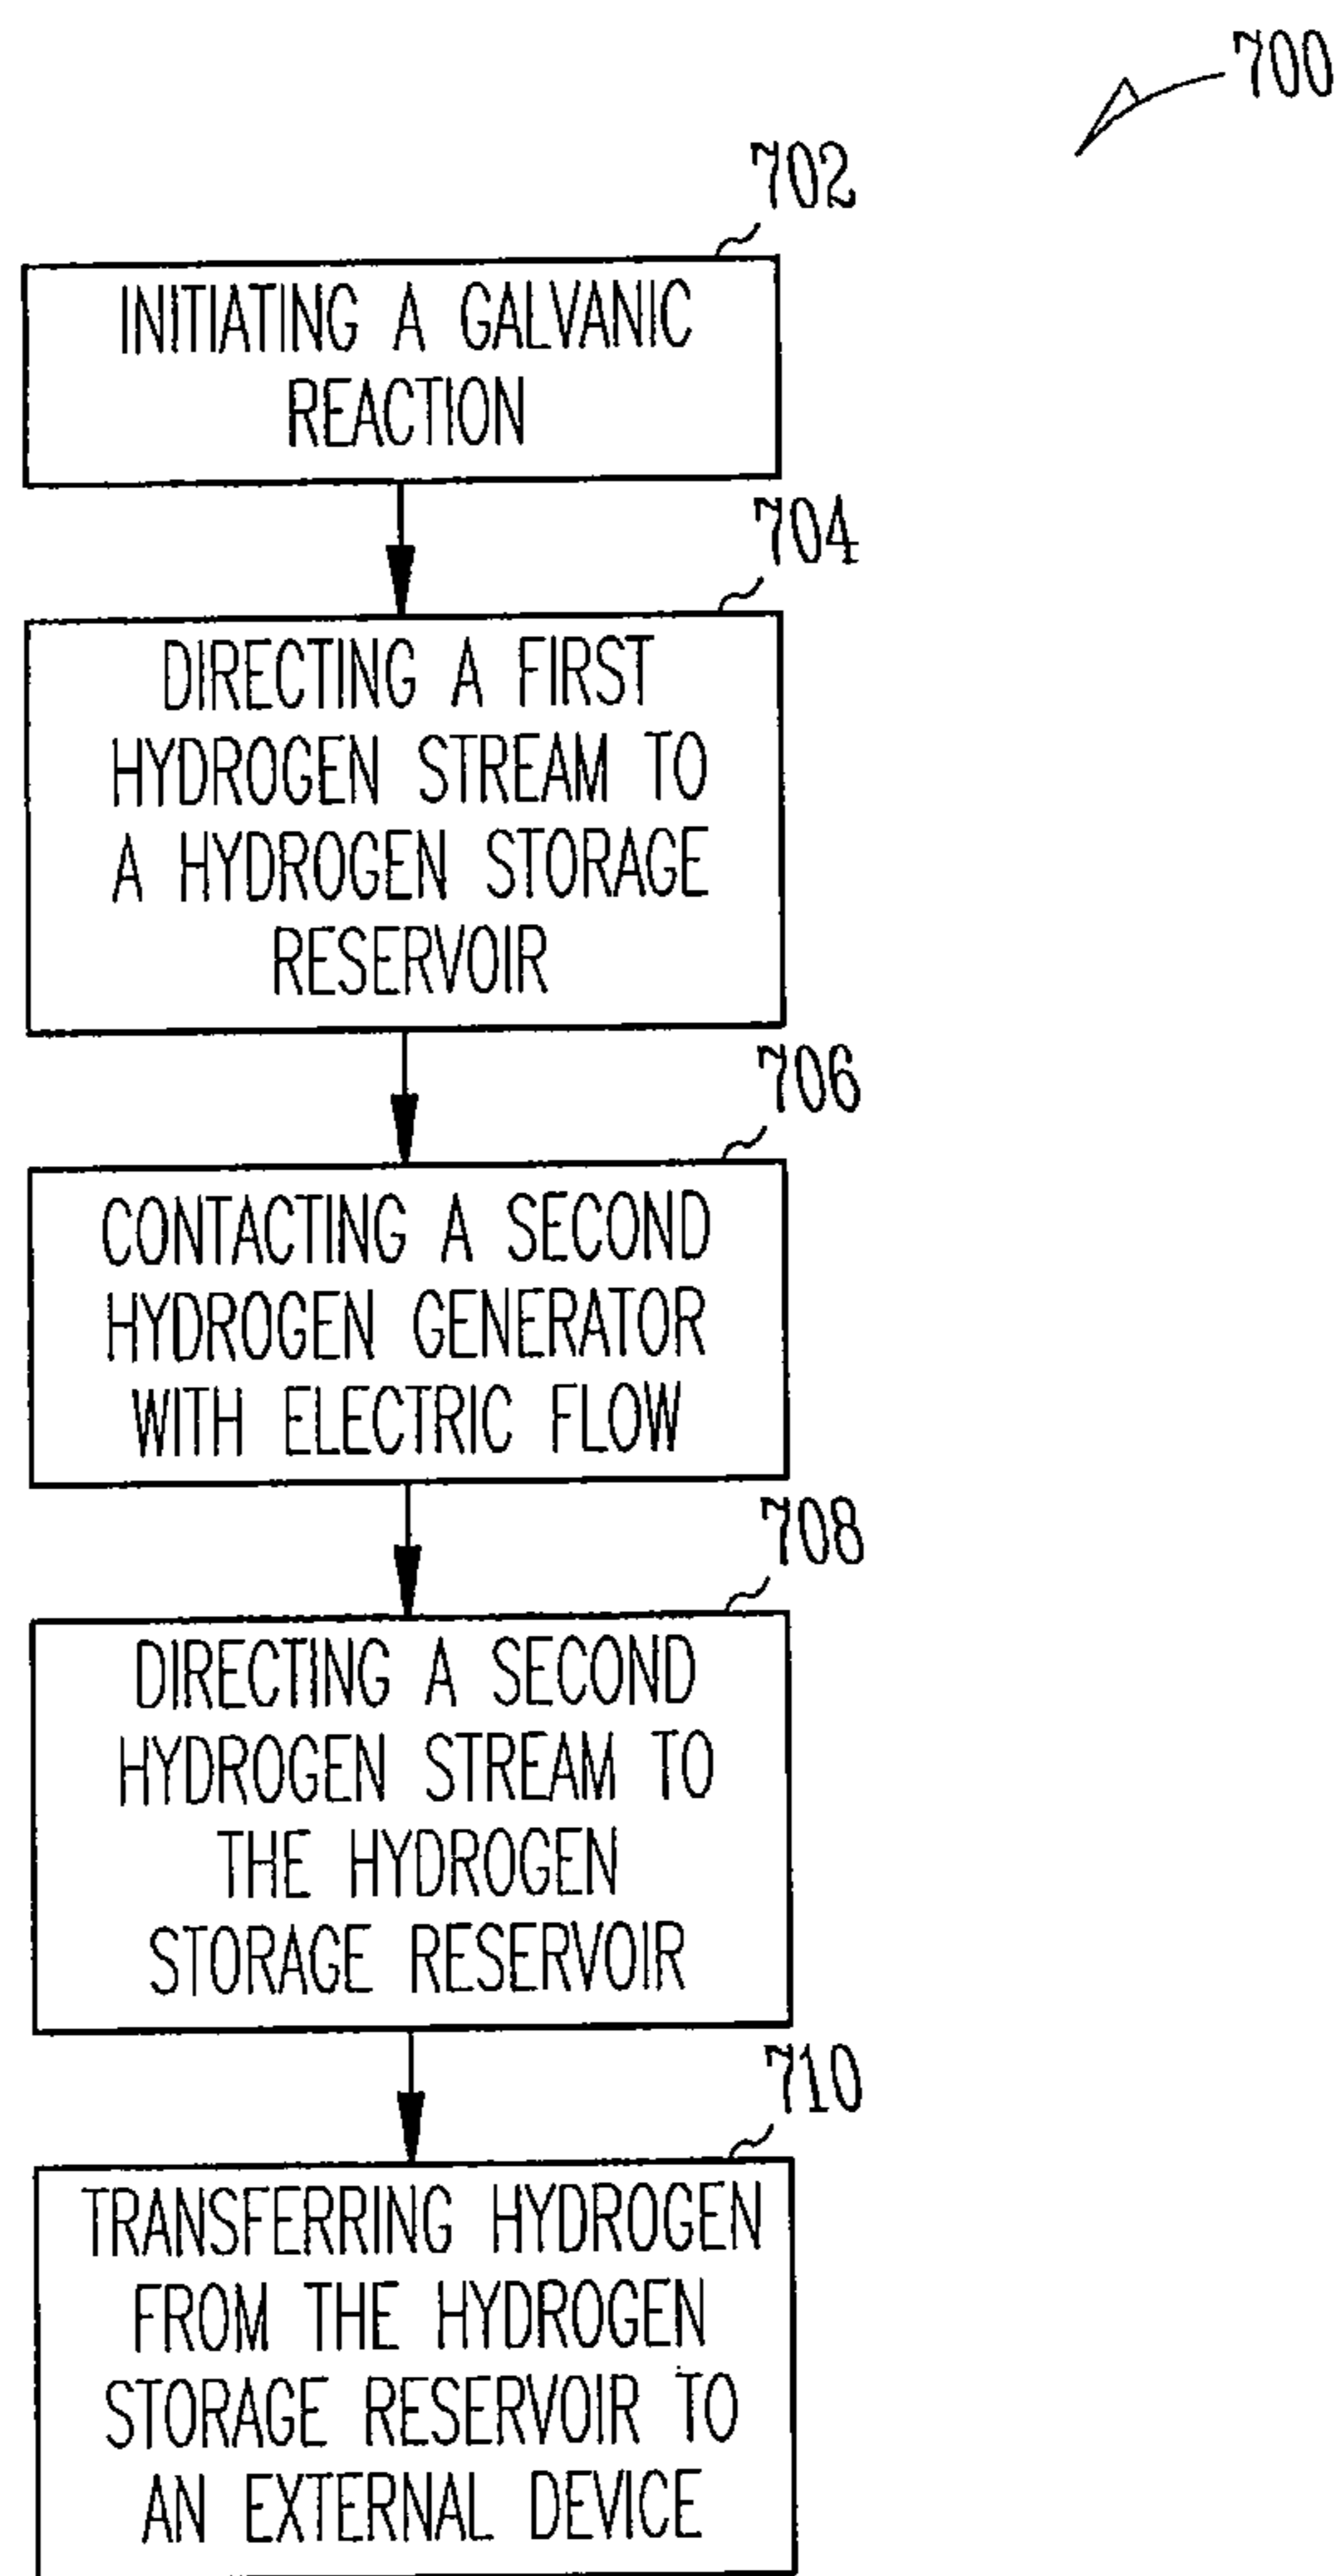 700
702
INITIATING A GALVANIC
REACTION
704
DIRECTING A FIRST
HYDROGEN STREAM TO
A HYDROGEN STORAGE
RESERVOIR
706
CONTACTING A SECOND
HYDROGEN GENERATOR
WITH ELECTRIC FLOW
708
DIRECTING A SECOND
HYDROGEN STREAM TO
THE HYDROGEN
STORAGE RESERVOIR
710
TRANSFERRING HYDROGEN
FROM THE HYDROGEN
STORAGE RESERVOIR TO
AN EXTERNAL DEVICE